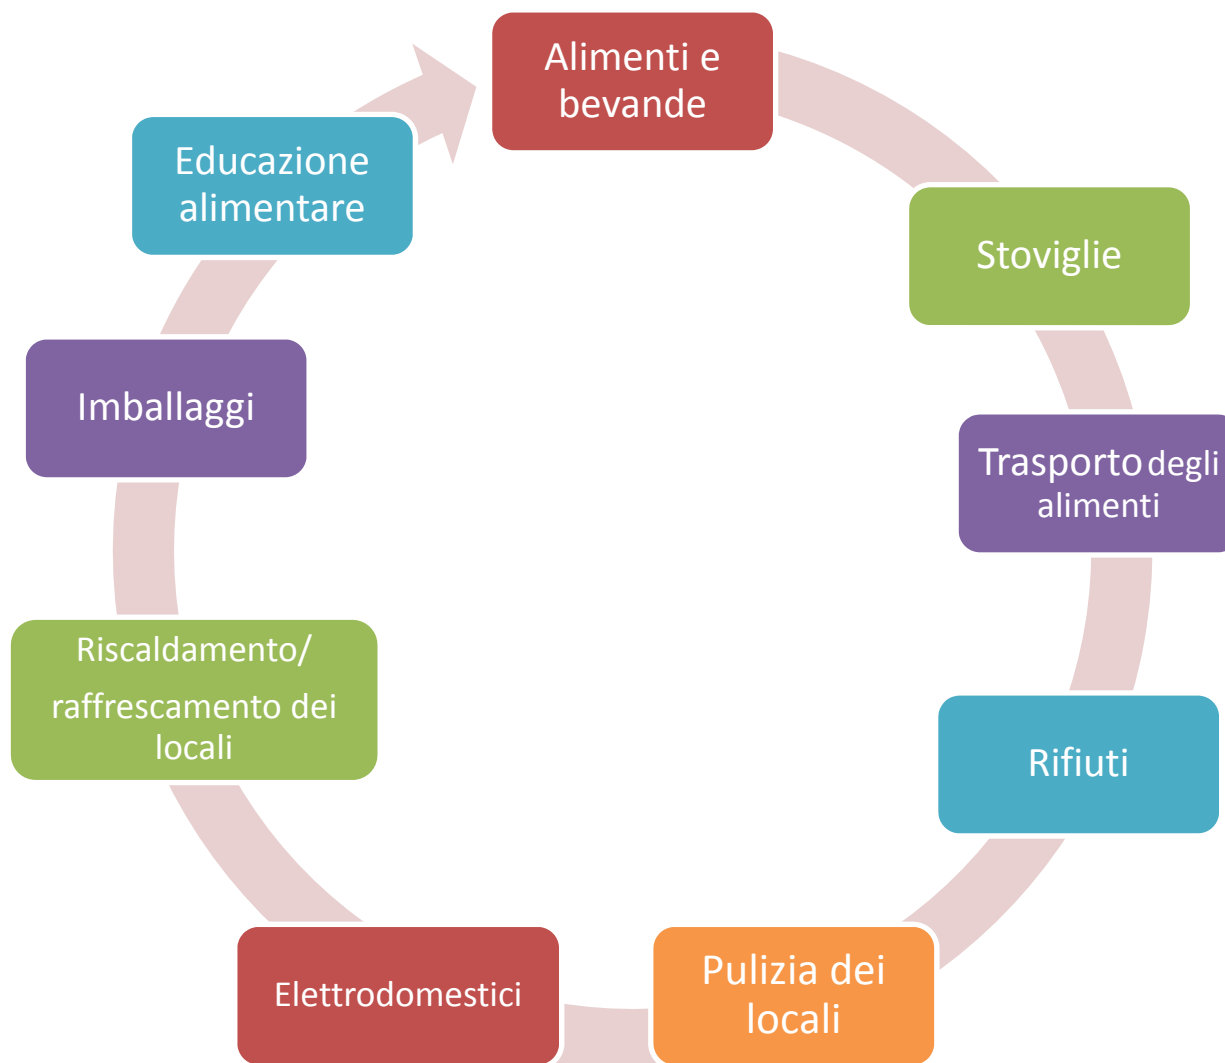 Alimenti e
bevande
Stoviglie
Trasporto degli
alimenti
Rifiuti
Pulizia dei
locali
Elettrodomestici
Riscaldamento/
raffrescamento dei
locali
Imballaggi
Educazione
alimentare